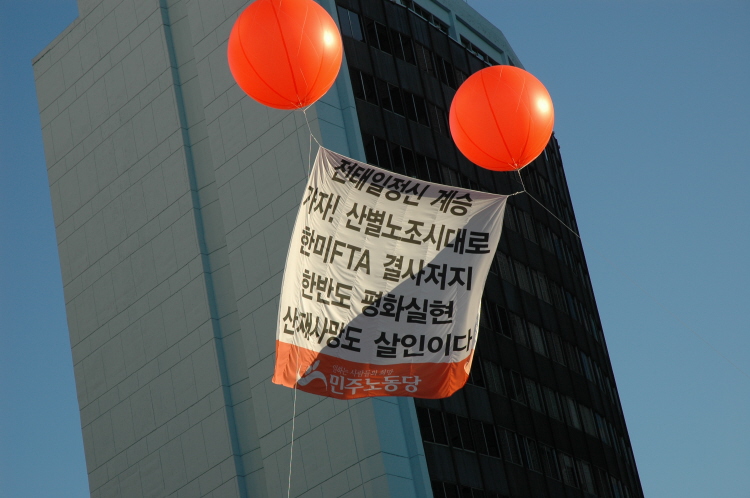 전태일정신 계승
가자! 산별노조시대로
한미FTA 결사저지
한반도 평화실현
산재사망도 살인이다
민주노동당